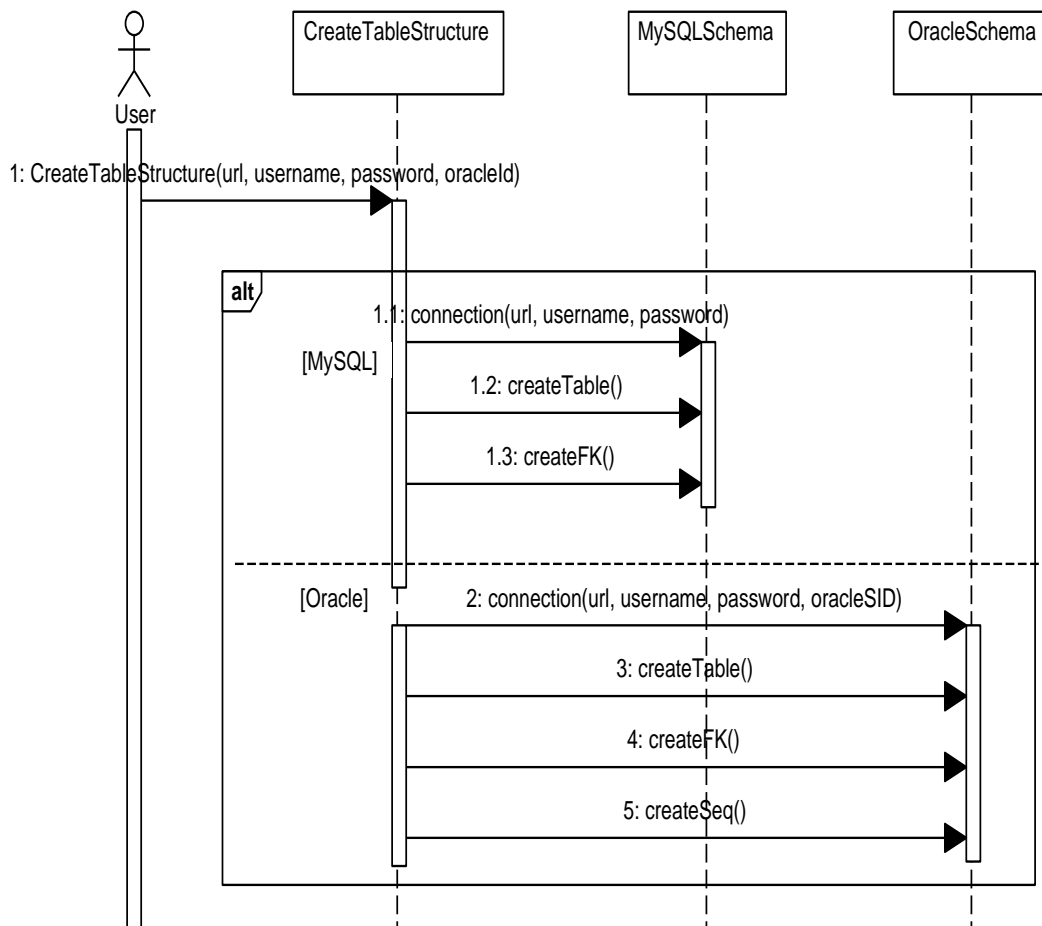 CreateTableStructure
MySQLSchema
OracleSchema
User
1: CreateTableStructure(url, username, password, oracleId)
alt
1.1: connection(url, username, password)
[MySQL]
1.2: createTable()
1.3: createFK()
[Oracle]
2: connection(url, username, password, oracleSID)
3: createTable()
4: createFK()
5: createSeq()